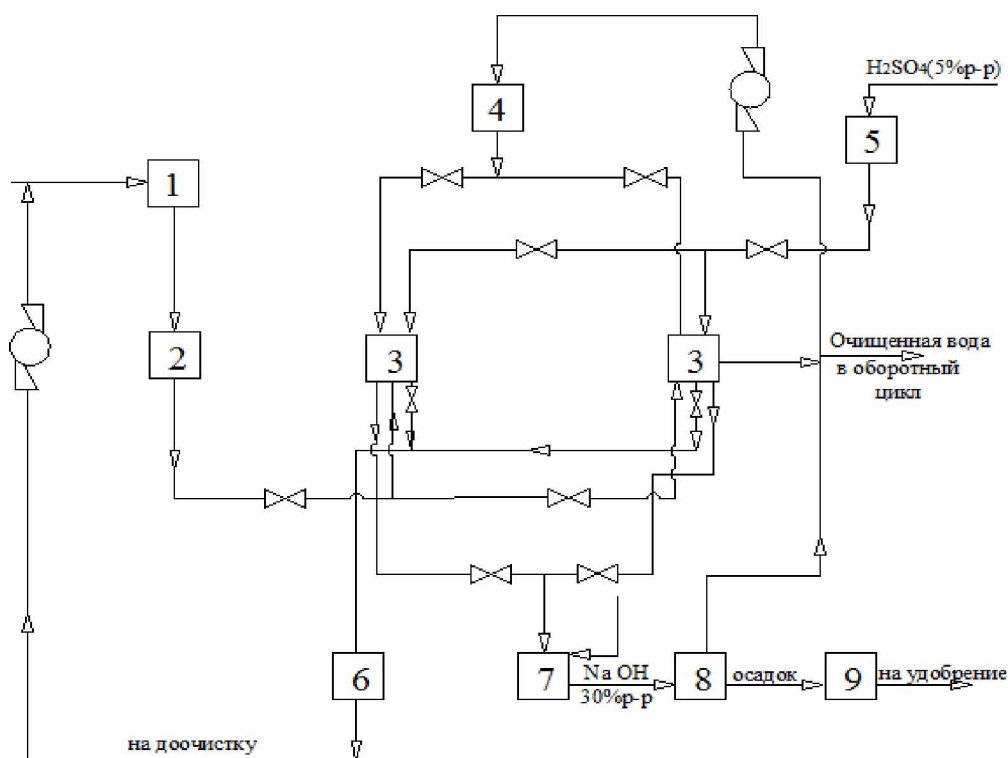 H₂SO₄(5%р-р)
4
5
1
2
3
3
Очищенная вода
в оборотный
цикл
6
7
Na OH
30%р-р
8
осадок
9
на удобрение
на доочистку